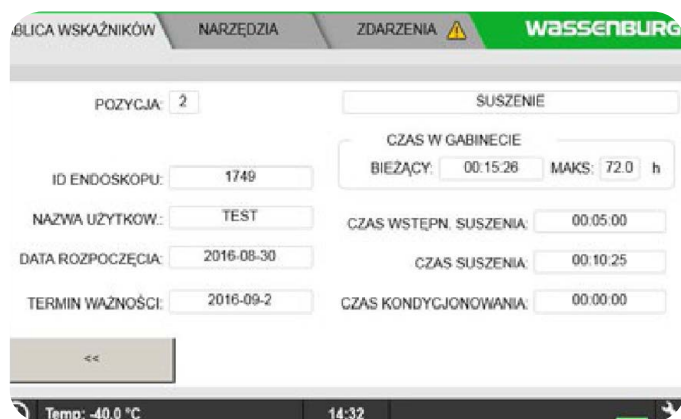 BLICA WSKAŹNIKÓW NARZĘDZIA ZDARZENIA WASSENBURG
POZYCJA: 2 SUSZENIE
CZAS W GABINECIE
ID ENDOSKOPU: 1749 BIEŻĄCY: 00:15:26 MAKS: 72.0 h
NAZWA UŻYTKOW.: TEST CZAS WSTĘPN. SUSZENIA: 00:05:00
DATA ROZPOCZĘCIA: 2016-08-30 CZAS SUSZENIA: 00:10:25
TERMIN WAŻNOŚCI: 2016-09-2 CZAS KONDYCJONOWANIA: 00:00:00
<<
Temp: -40.0 °C 14:32